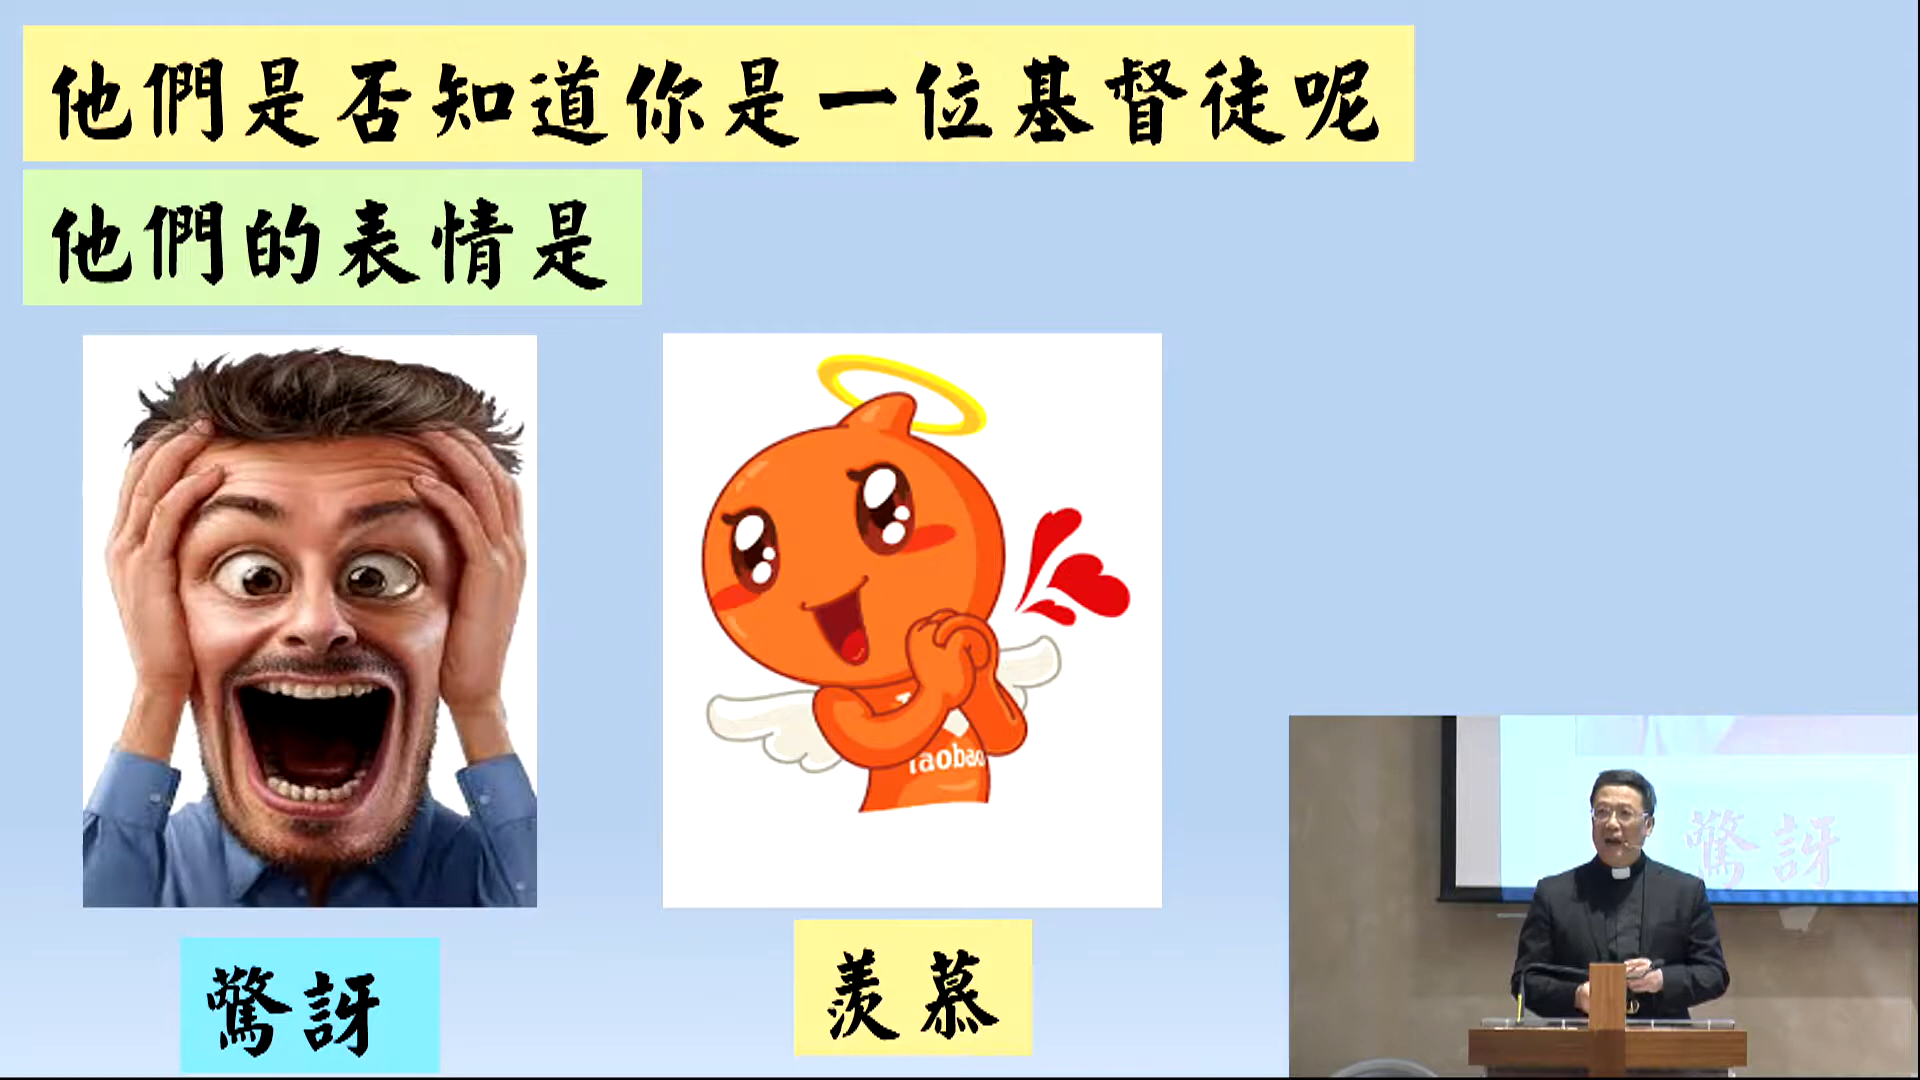 他們是否知道你是一位基督徒呢
他們的表情是
Taobao
驚訝
羨慕
驚訝